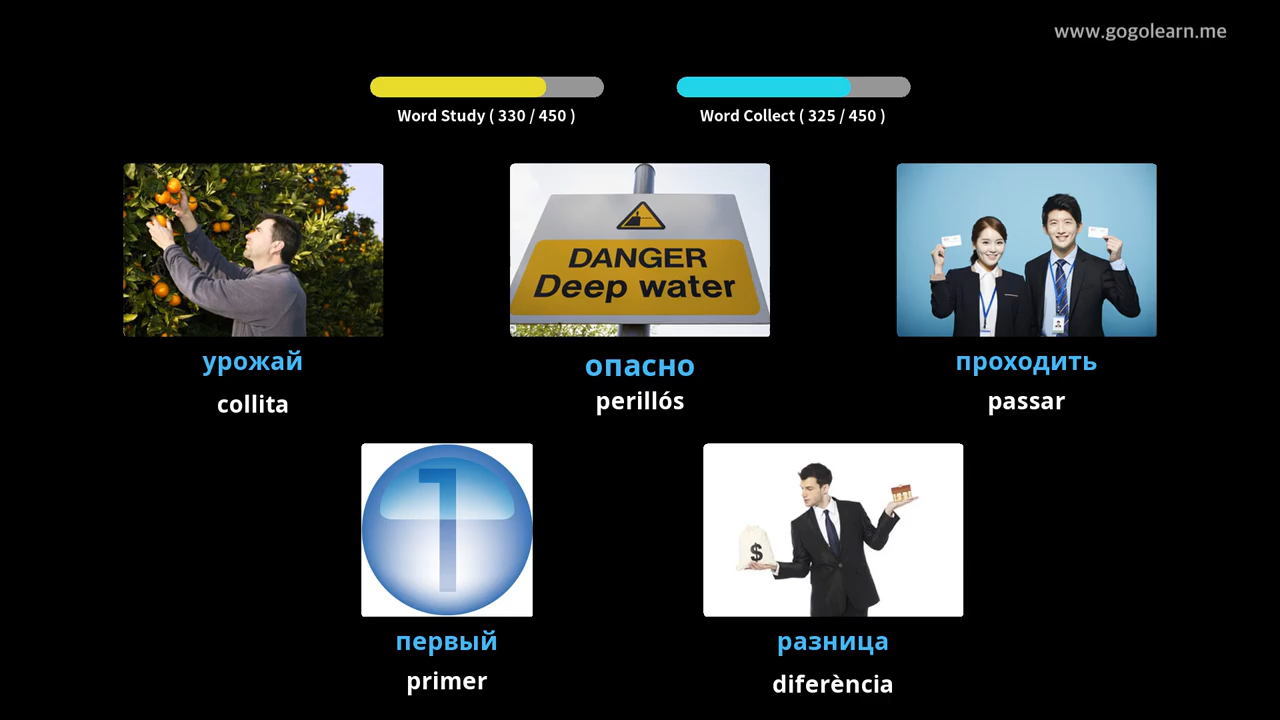 www.gogolearn.me
Word Study ( 330 / 450 )
Word Collect ( 325 / 450 )
DANGER
Deep water
урожай
опасно
проходить
collita
perillós
passar
1
$
первый
разница
primer
diferència